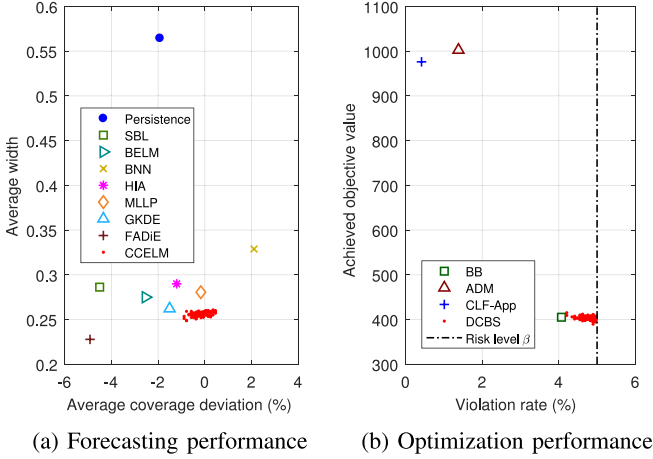 0.6
0.55
0.5
0.45
0.4
0.35
0.3
0.25
0.2
Average width
-6 -4 -2 0 2 4
Average coverage deviation (%)
Persistence
SBL
BELM
BNN
HIA
MLLP
GKDE
FADiE
CCELM
(a) Forecasting performance
1100
1000
900
800
700
600
500
400
300
Achieved objective value
0 2 4 6
Violation rate (%)
BB
ADM
CLF-App
DCBS
Risk level β
(b) Optimization performance